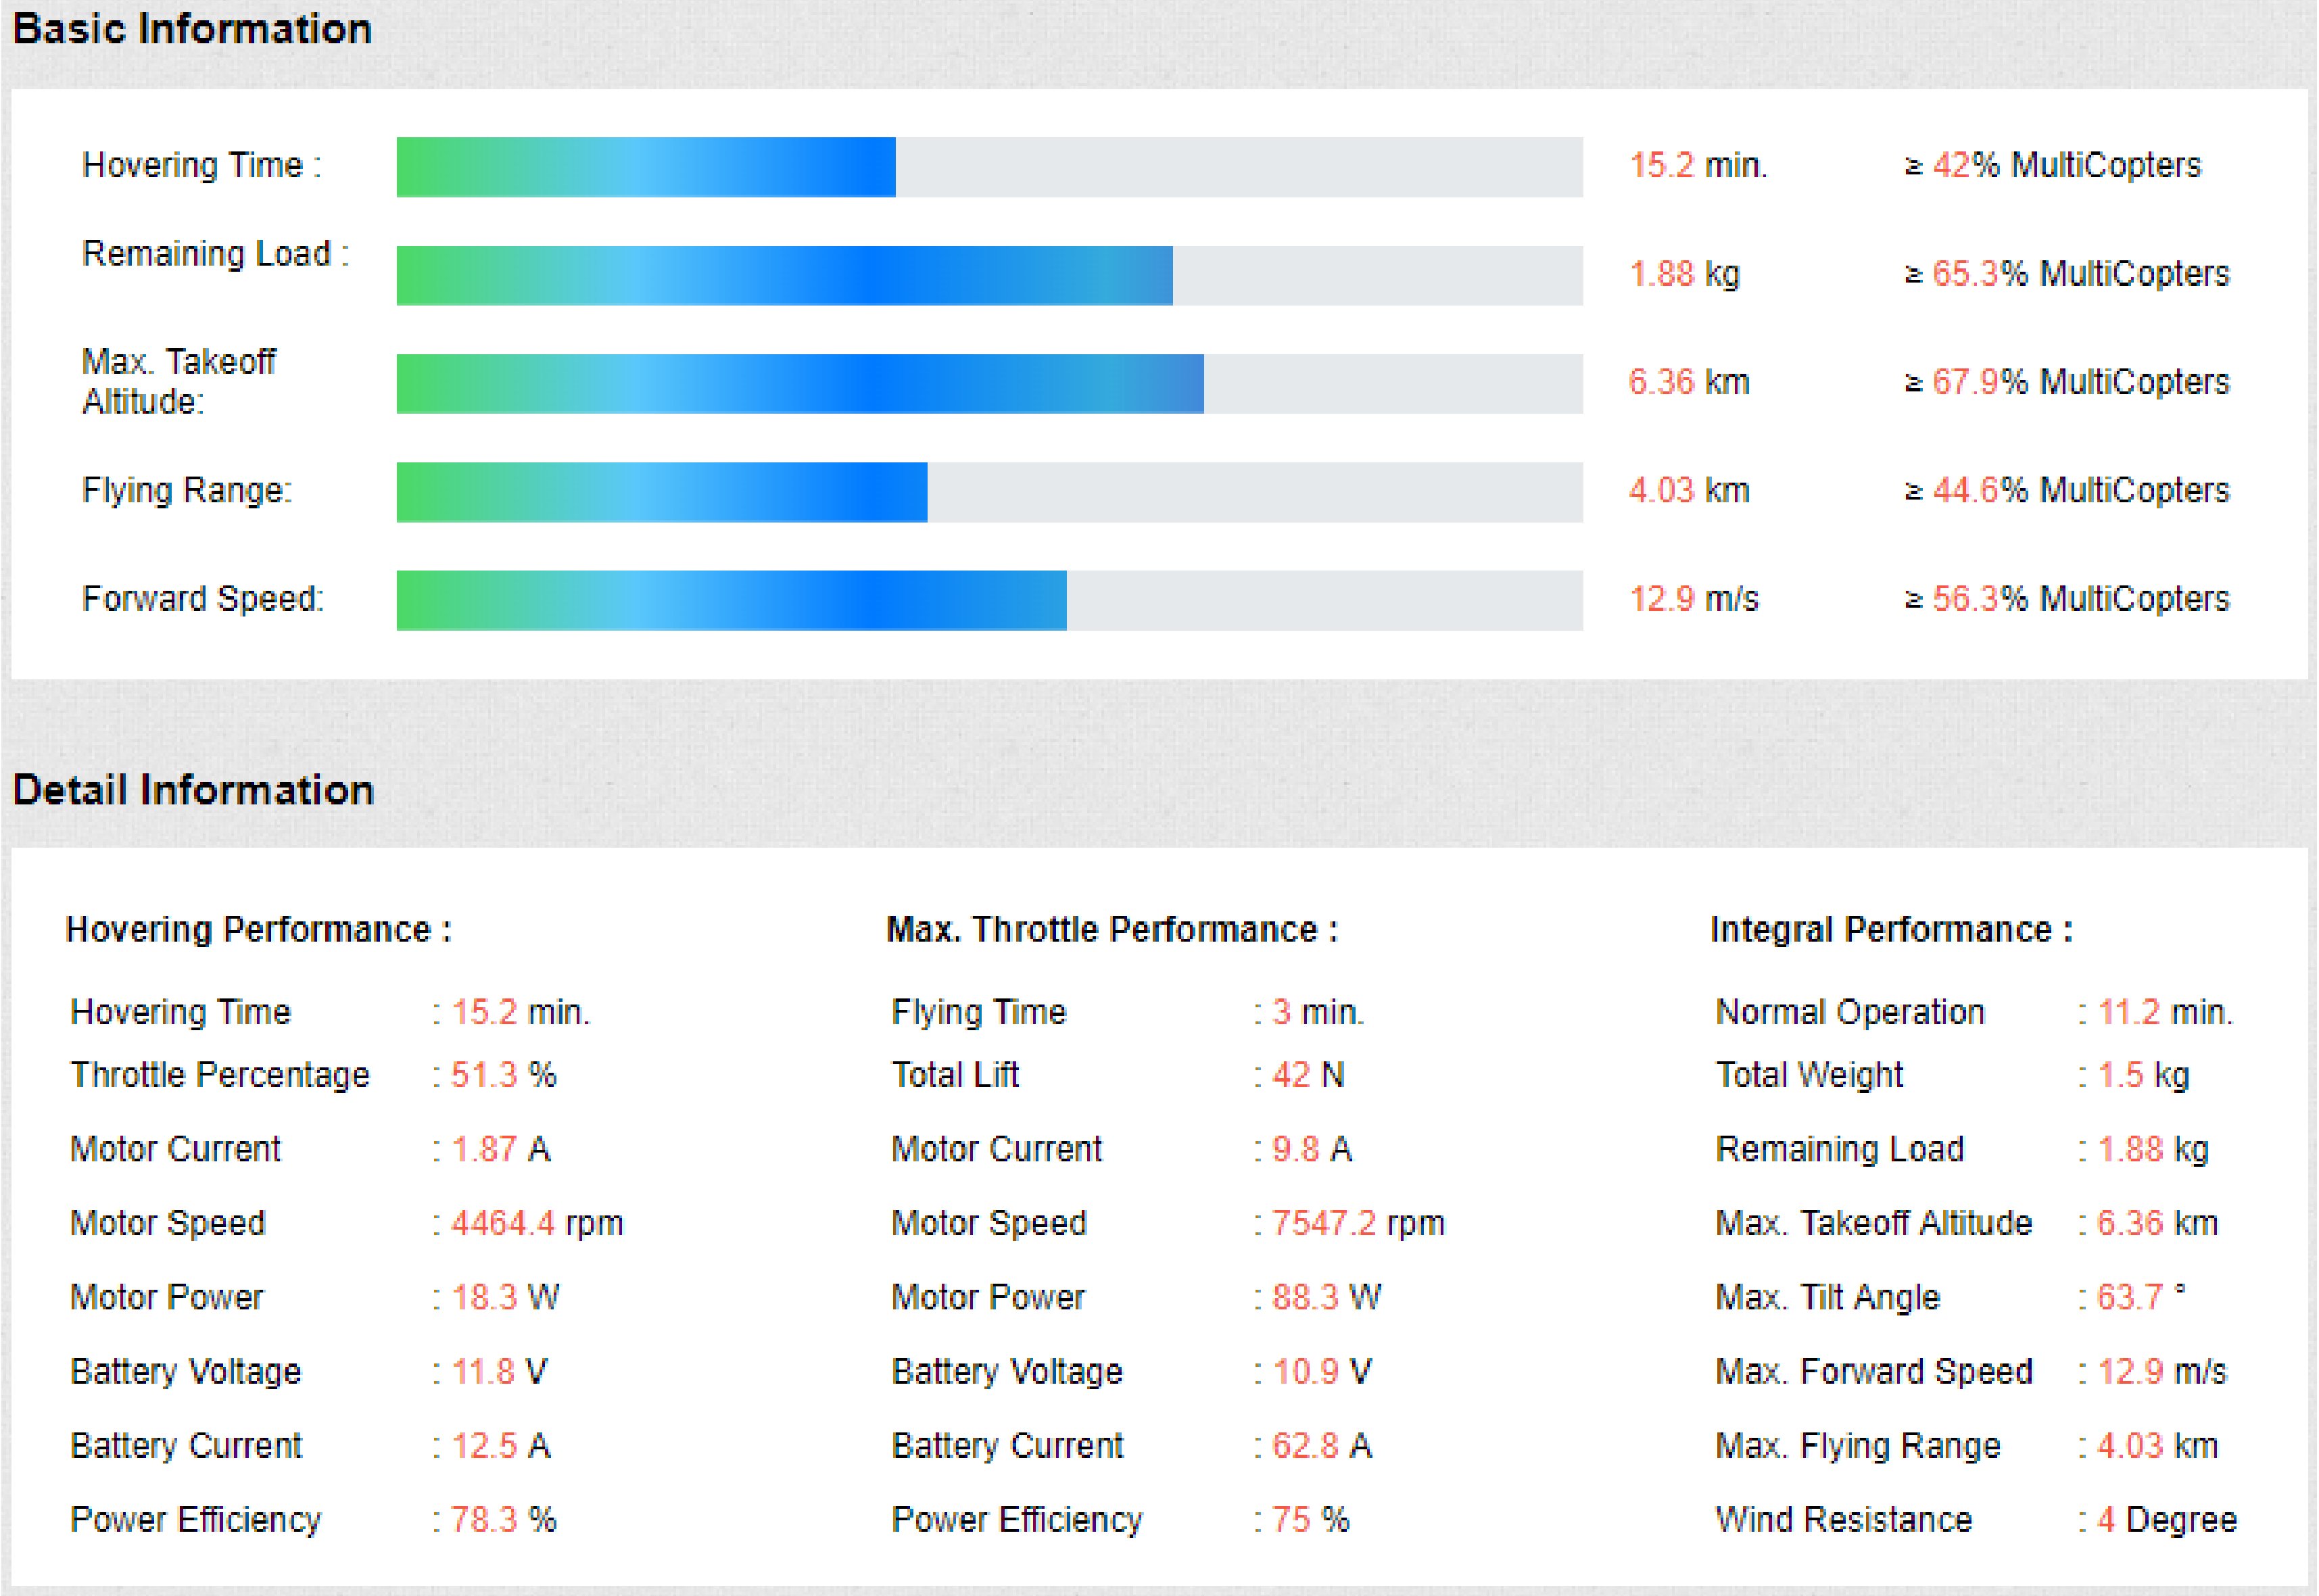 Basic Information
Hovering Time : 15.2 min. ≥ 42% MultiCopters
Remaining Load : 1.88 kg ≥ 65.3% MultiCopters
Max. Takeoff
Altitude: 6.36 km ≥ 67.9% MultiCopters
Flying Range: 4.03 km ≥ 44.6% MultiCopters
Forward Speed: 12.9 m/s ≥ 56.3% MultiCopters
Detail Information
Hovering Performance : Max. Throttle Performance : Integral Performance :
Hovering Time : 15.2 min. Flying Time : 3 min. Normal Operation : 11.2 min.
Throttle Percentage : 51.3 % Total Lift : 42 N Total Weight : 1.5 kg
Motor Current : 1.87 A Motor Current : 9.8 A Remaining Load : 1.88 kg
Motor Speed : 4464.4 rpm Motor Speed : 7547.2 rpm Max. Takeoff Altitude : 6.36 km
Motor Power : 18.3 W Motor Power : 88.3 W Max. Tilt Angle : 63.7 °
Battery Voltage : 11.8 V Battery Voltage : 10.9 V Max. Forward Speed : 12.9 m/s
Battery Current : 12.5 A Battery Current : 62.8 A Max. Flying Range : 4.03 km
Power Efficiency : 78.3 % Power Efficiency : 75 % Wind Resistance : 4 Degree